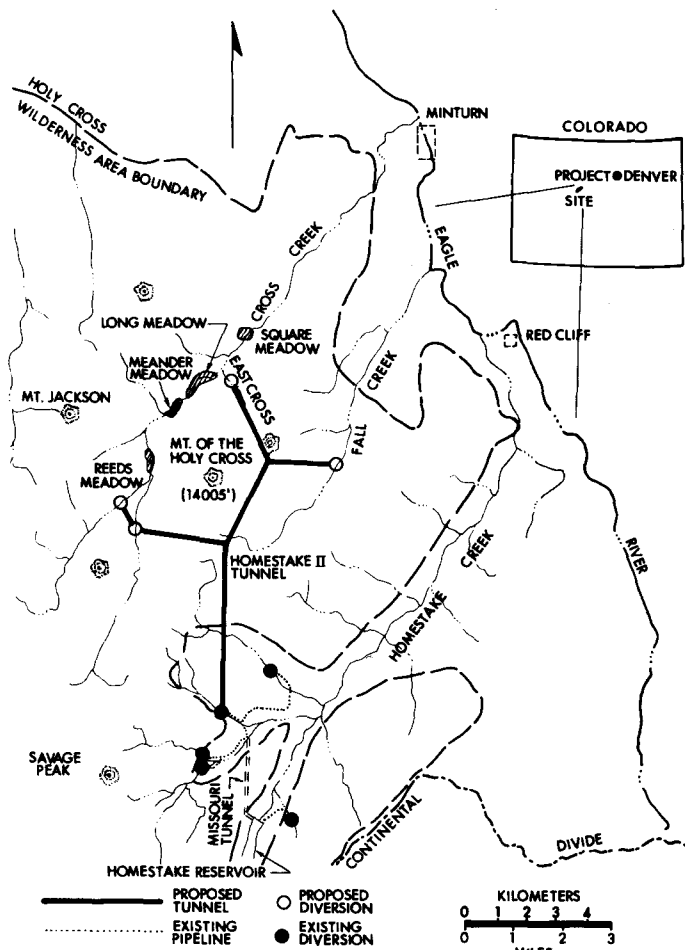 HOLY CROSS
WILDERNESS AREA BOUNDARY
MINTURN
COLORADO
PROJECT DENVER
SITE
EAGLE
CREEK
CROSS
LONG MEADOW
SQUARE
MEADOW
RED CLIFF
MEANDER
MEADOW
EAST CROSS
CREEK
MT. JACKSON
MT. OF THE
HOLY CROSS
(14005')
FALL
REEDS
MEADOW
HOMESTAKE II
TUNNEL
CREEK
RIVER
HOMESTAKE
SAVAGE
PEAK
MISSOURI
TUNNEL
CONTINENTAL
DIVIDE
HOMESTAKE RESERVOIR
PROPOSED
TUNNEL
PROPOSED
DIVERSION
EXISTING
PIPELINE
EXISTING
DIVERSION
KILOMETERS
0 1 2 3 4
0 1 2 3
MILES